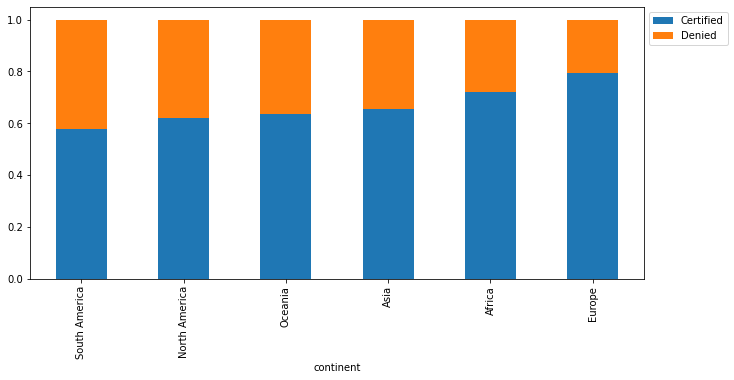 1.0
0.8
0.6
0.4
0.2
0.0
Certified
Denied
South America
North America
Oceania
Asia
Africa
Europe
continent